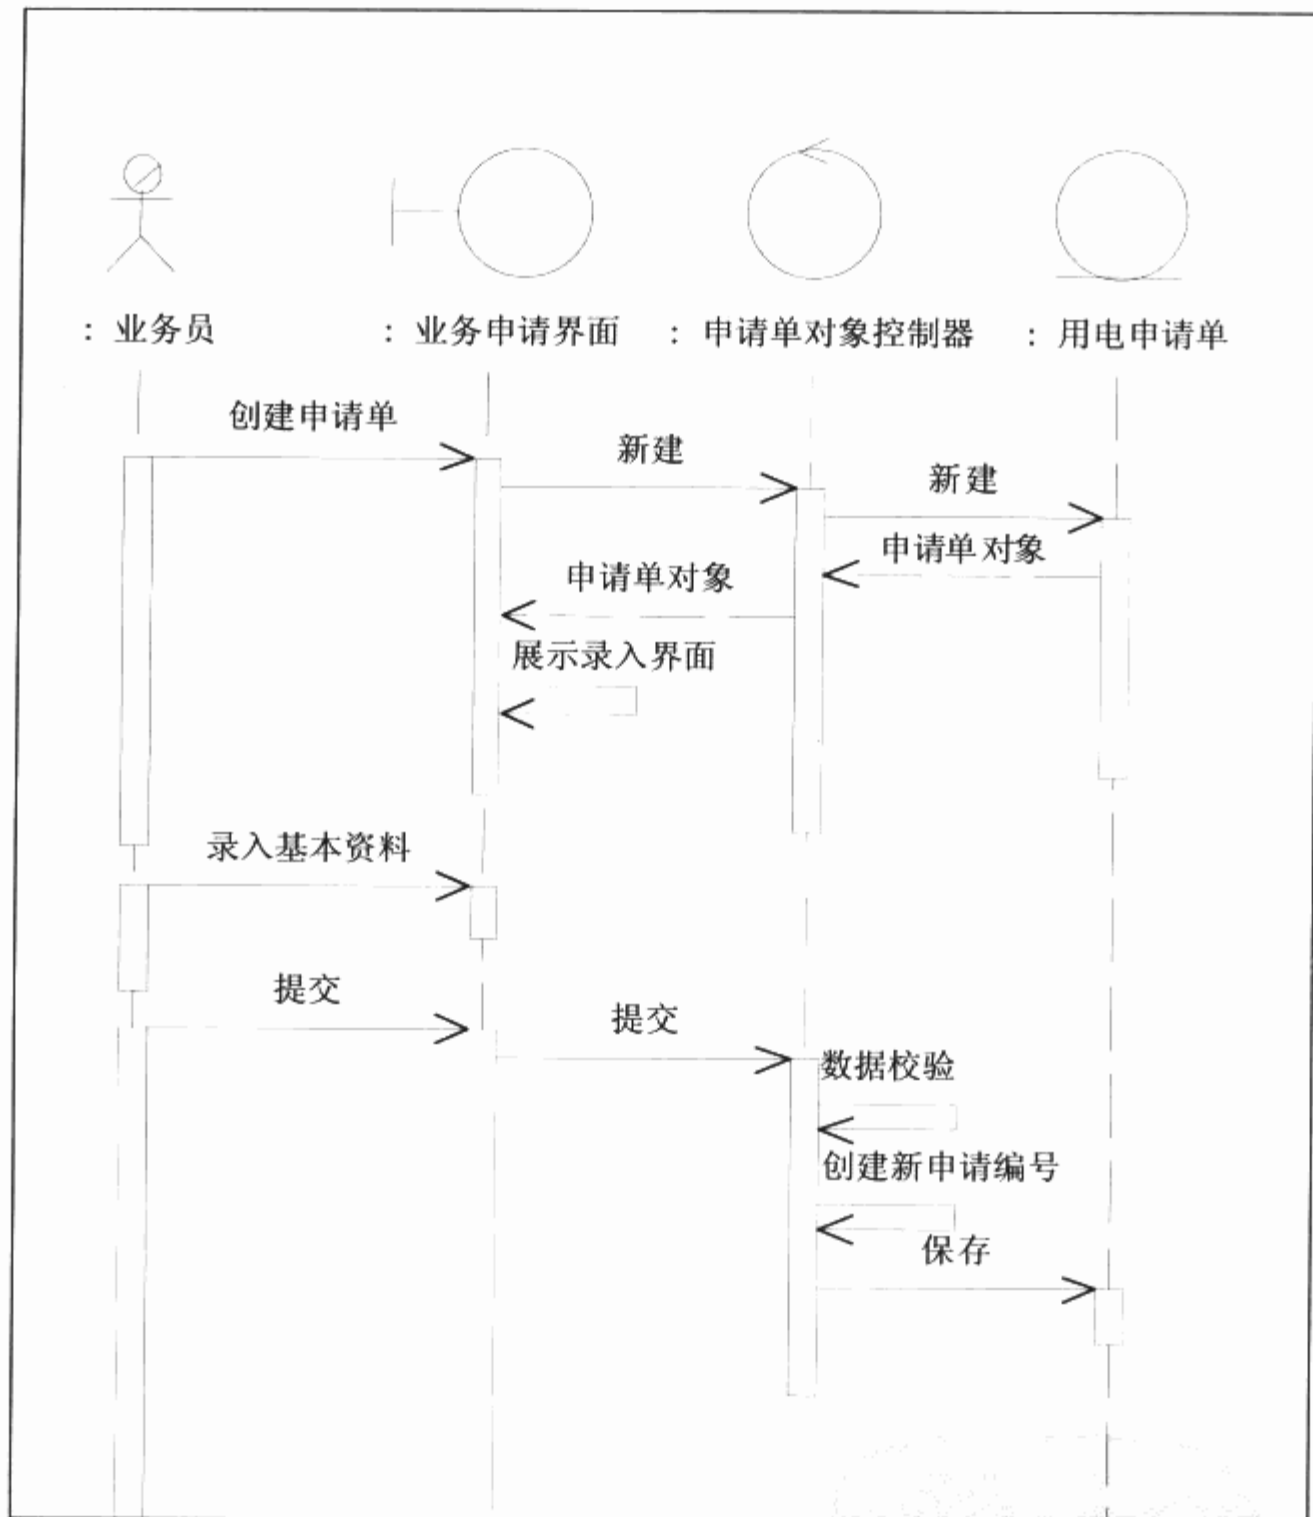 : 业务员
: 业务申请界面
: 申请单对象控制器
: 用电申请单
创建申请单
新建
新建
申请单对象
申请单对象
展示录入界面
录入基本资料
提交
提交
数据校验
创建新申请编号
保存